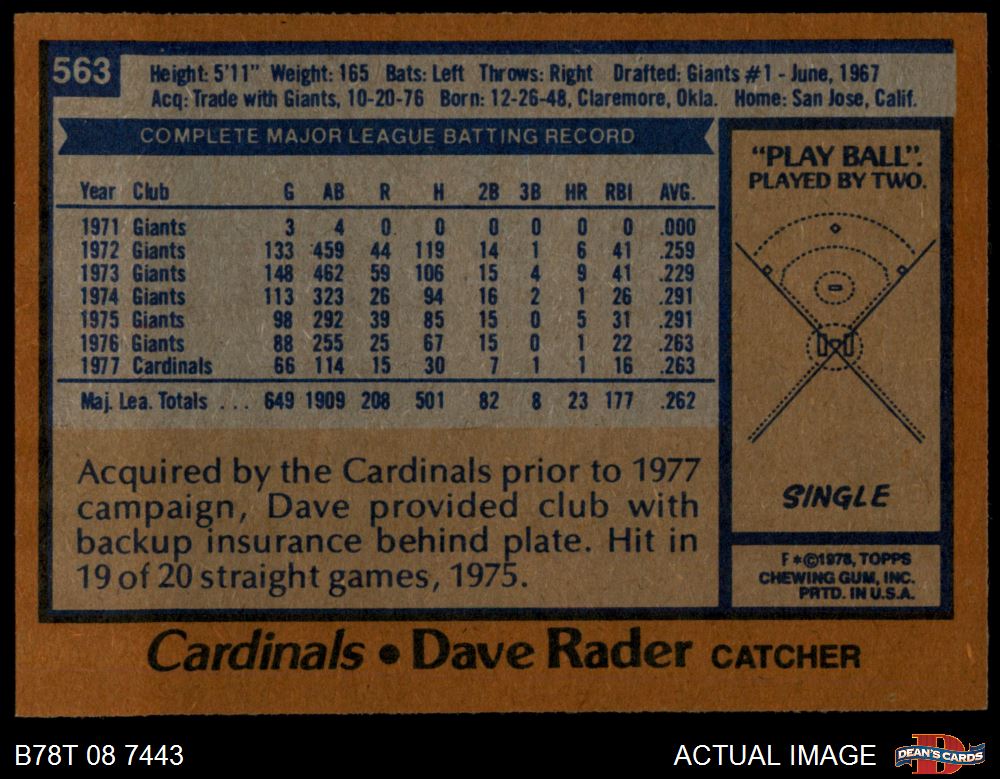 563
Height: 5'11" Weight: 165 Bats: Left Throws: Right Drafted: Giants #1 - June, 1967
Acq: Trade with Giants, 10-20-76 Born: 12-26-48, Claremore, Okla. Home: San Jose, Calif.
COMPLETE MAJOR LEAGUE BATTING RECORD
Year Club G AB R H 2B 3B HR RBI AVG.
1971 Giants 3 4 0 0 0 0 0 0 .000
1972 Giants 133 459 44 119 14 1 6 41 .259
1973 Giants 148 462 59 106 15 4 9 41 .229
1974 Giants 113 323 26 94 16 2 1 26 .291
1975 Giants 98 292 39 85 15 0 5 31 .291
1976 Giants 88 255 25 67 15 0 1 22 .263
1977 Cardinals 66 114 15 30 7 1 1 16 .263
Maj. Lea. Totals ... 649 1909 208 501 82 8 23 177 .262
Acquired by the Cardinals prior to 1977
campaign, Dave provided club with
backup insurance behind plate. Hit in
19 of 20 straight games, 1975.
"PLAY BALL".
PLAYED BY TWO.
SINGLE
F*©1978, TOPPS
CHEWING GUM, INC.
PRTD. IN U.S.A.
Cardinals • Dave Rader CATCHER
B78T 08 7443
ACTUAL IMAGE
D
DEAN'S CARDS